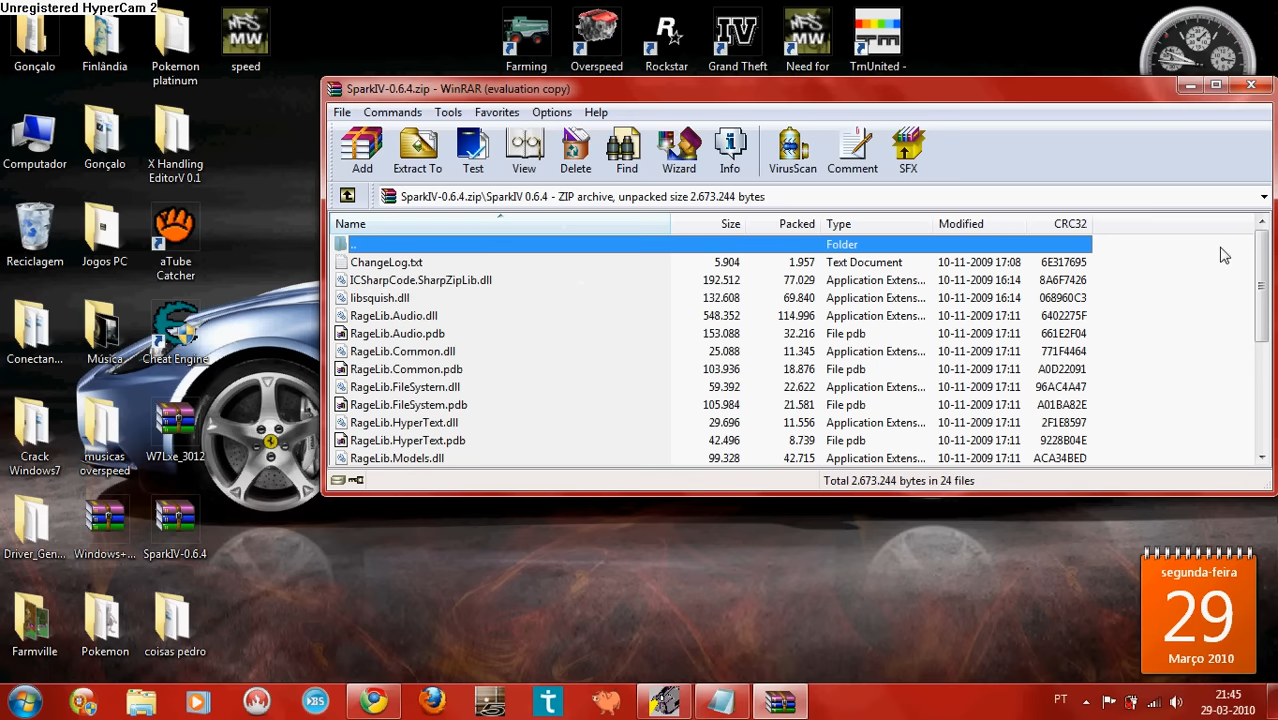 Unregistered HyperCam 2
Gonçalo
Finlândia
Pokemon platinum
speed
Farming
Overspeed
Rockstar
Grand Theft
Need for
TmUnited -
Computador
Gonçalo
X Handling EditorV 0.1
Reciclagem
Jogos PC
aTube Catcher
Conectan...
Música
Cheat Engine
Crack Windows7
musicas overspeed
W7Lxe_3012
Driver_Gen...
Windows+...
SparkIV-0.6.4
Farmville
Pokemon
coisas pedro
SparkIV-0.6.4.zip - WinRAR (evaluation copy)
File Commands Tools Favorites Options Help
Add Extract To Test View Delete Find Wizard Info VirusScan Comment SFX
SparkIV-0.6.4.zip\SparkIV 0.6.4 - ZIP archive, unpacked size 2.673.244 bytes
Name Size Packed Type Modified CRC32
.. Folder
ChangeLog.txt 5.904 1.957 Text Document 10-11-2009 17:08 6E317695
ICSharpCode.SharpZipLib.dll 192.512 77.029 Application Extens... 10-11-2009 16:14 8A6F7426
libsquish.dll 132.608 69.840 Application Extens... 10-11-2009 16:14 068960C3
RageLib.Audio.dll 548.352 114.996 Application Extens... 10-11-2009 17:11 6402275F
RageLib.Audio.pdb 153.088 32.216 File pdb 10-11-2009 17:11 661E2F04
RageLib.Common.dll 25.088 11.345 Application Extens... 10-11-2009 17:11 771F4464
RageLib.Common.pdb 103.936 18.876 File pdb 10-11-2009 17:11 A0D22091
RageLib.FileSystem.dll 59.392 22.622 Application Extens... 10-11-2009 17:11 96AC4A47
RageLib.FileSystem.pdb 105.984 21.581 File pdb 10-11-2009 17:11 A01BA82E
RageLib.HyperText.dll 29.696 11.556 Application Extens... 10-11-2009 17:11 2F1E8597
RageLib.HyperText.pdb 42.496 8.739 File pdb 10-11-2009 17:11 9228B04E
RageLib.Models.dll 99.328 42.715 Application Extens... 10-11-2009 17:11 ACA34BED
Total 2.673.244 bytes in 24 files
segunda-feira
29
Março 2010
PT
21:45
29-03-2010